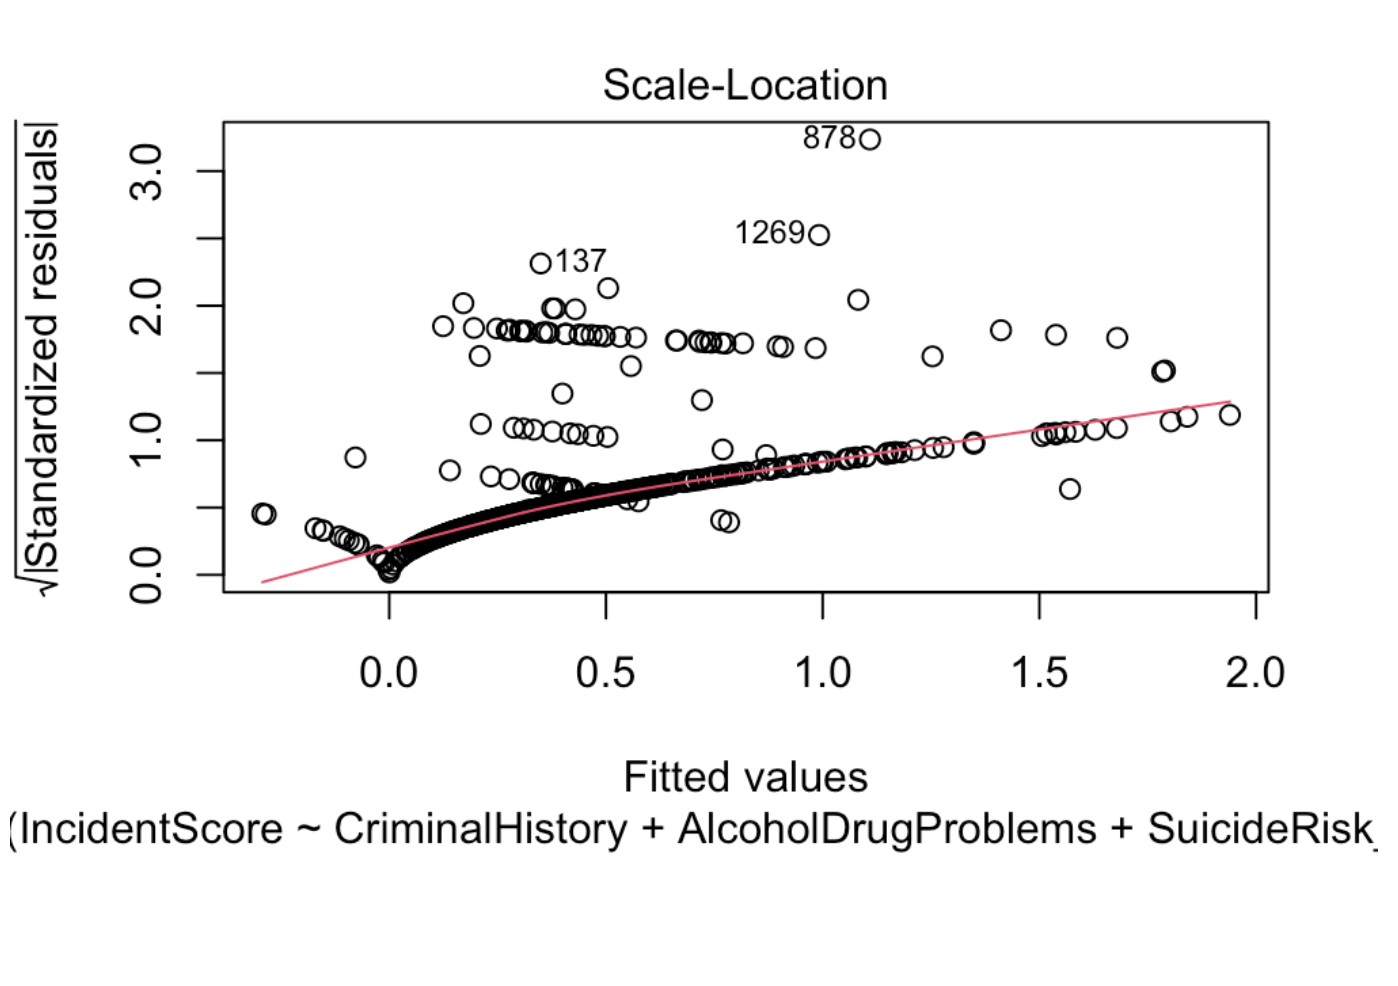 Scale-Location
√|Standardized residuals|
3.0
2.0
1.0
0.0
878
1269
137
0.0 0.5 1.0 1.5 2.0
Fitted values
(IncidentScore ~ CriminalHistory + AlcoholDrugProblems + SuicideRisk_